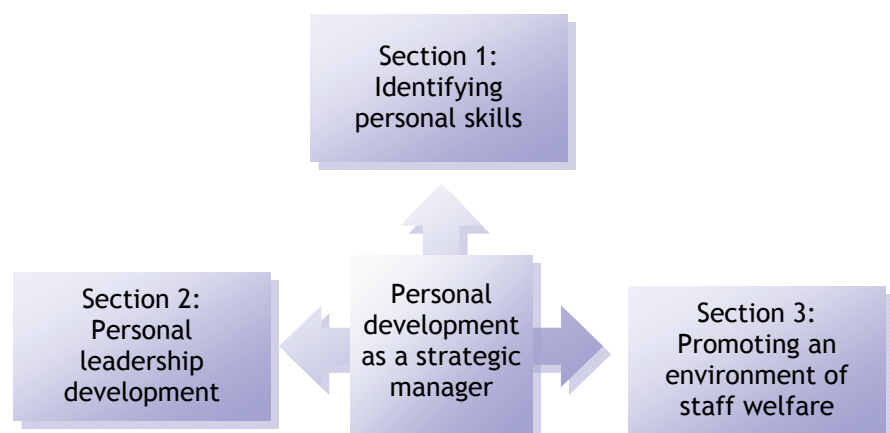 Section 1:
Identifying
personal skills
Section 2:
Personal
leadership
development
Personal
development
as a strategic
manager
Section 3:
Promoting an
environment of
staff welfare